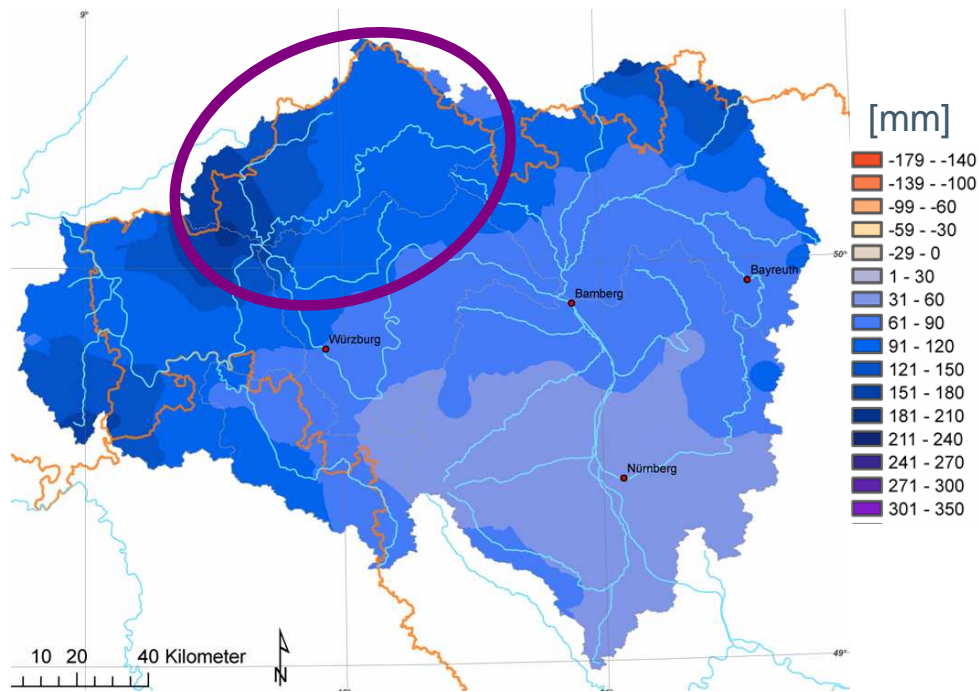 9°
[mm]
-179 - -140
-139 - -100
-99 - -60
-59 - -30
-29 - 0
1 - 30
31 - 60
61 - 90
91 - 120
121 - 150
151 - 180
181 - 210
211 - 240
241 - 270
271 - 300
301 - 350
50°
Bayreuth
Bamberg
Würzburg
Nürnberg
10 20 40 Kilometer
N
49°